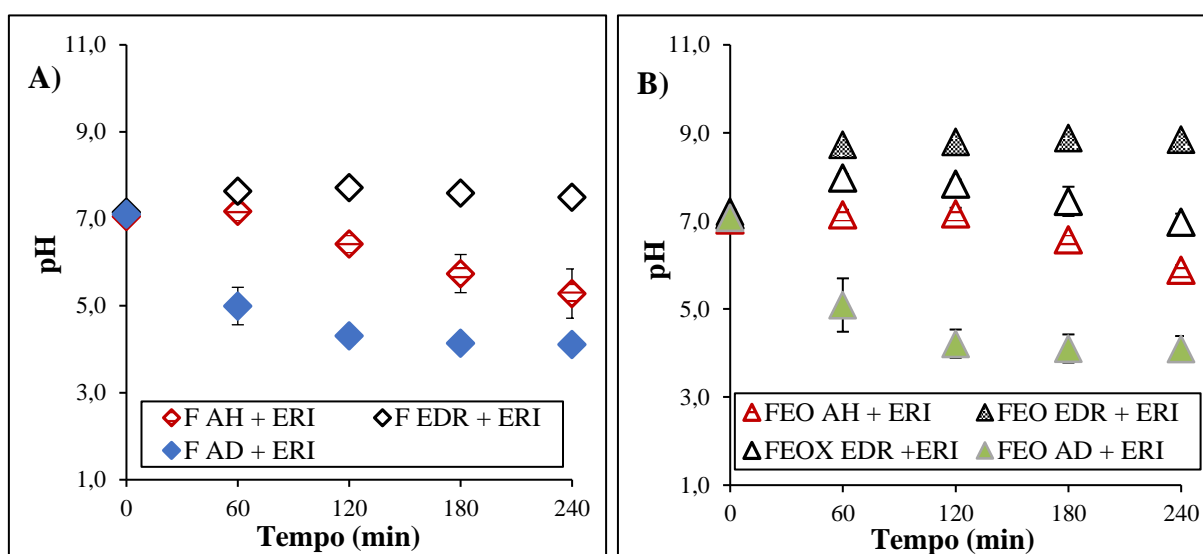 A)
11,0
9,0
7,0
5,0
3,0
1,0
pH
0 60 120 180 240
Tempo (min)
F AH + ERI
F EDR + ERI
F AD + ERI
B)
11,0
9,0
7,0
5,0
3,0
1,0
pH
0 60 120 180 240
Tempo (min)
FEO AH + ERI
FEO EDR + ERI
FEOX EDR +ERI
FEO AD + ERI